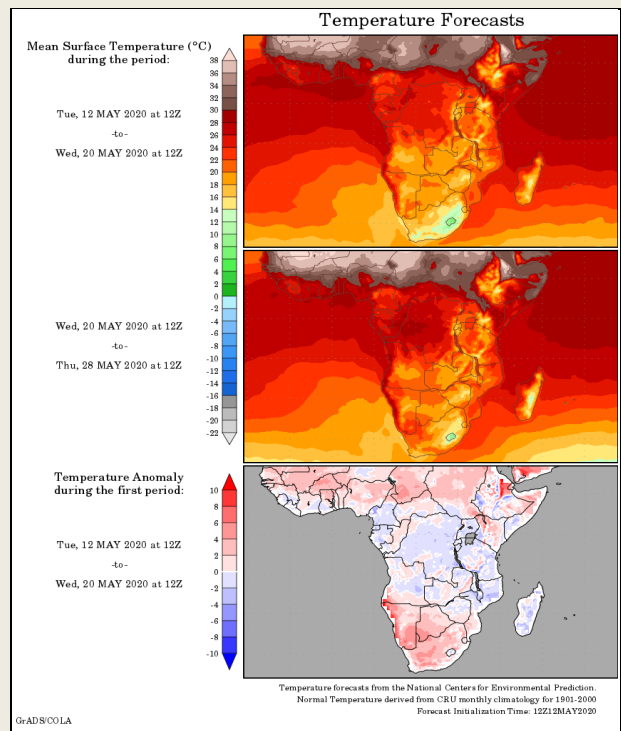 Temperature Forecasts
Mean Surface Temperature (°C)
during the period:
38
36
34
32
30
28
26
24
22
20
18
16
14
12
10
8
6
4
2
0
-2
-4
-6
-8
-10
-12
-14
-16
-17
-18
-20
-22
Tue, 12 MAY 2020 at 12Z
-to-
Wed, 20 MAY 2020 at 12Z
Wed, 20 MAY 2020 at 12Z
-to-
Thu, 28 MAY 2020 at 12Z
Temperature Anomaly
during the first period:
10
8
6
4
2
0
-2
-4
-6
-8
-10
Tue, 12 MAY 2020 at 12Z
-to-
Wed, 20 MAY 2020 at 12Z
Temperature forecasts from the National Centers for Environmental Prediction.
Normal Temperature derived from CRU monthly climatology for 1901-2000
Forecast Initialization Time: 12Z12MAY2020
GrADS/COLA